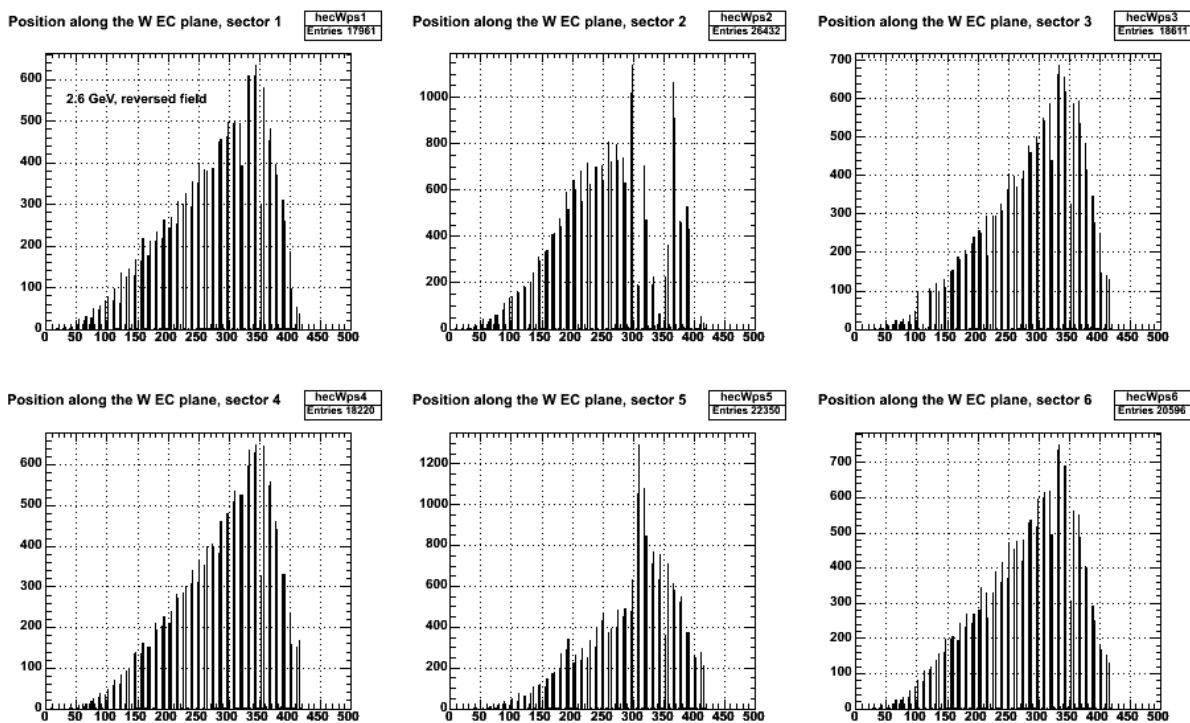 Position along the W EC plane, sector 1
hecWps1
Entries 17961
2.6 GeV, reversed field
600
500
400
300
200
100
0
0 50 100 150 200 250 300 350 400 450 500
Position along the W EC plane, sector 2
hecWps2
Entries 26432
1000
800
600
400
200
0
0 50 100 150 200 250 300 350 400 450 500
Position along the W EC plane, sector 3
hecWps3
Entries 18611
700
600
500
400
300
200
100
0
0 50 100 150 200 250 300 350 400 450 500
Position along the W EC plane, sector 4
hecWps4
Entries 18220
600
500
400
300
200
100
0
0 50 100 150 200 250 300 350 400 450 500
Position along the W EC plane, sector 5
hecWps5
Entries 22350
1200
1000
800
600
400
200
0
0 50 100 150 200 250 300 350 400 450 500
Position along the W EC plane, sector 6
hecWps6
Entries 20596
700
600
500
400
300
200
100
0
0 50 100 150 200 250 300 350 400 450 500